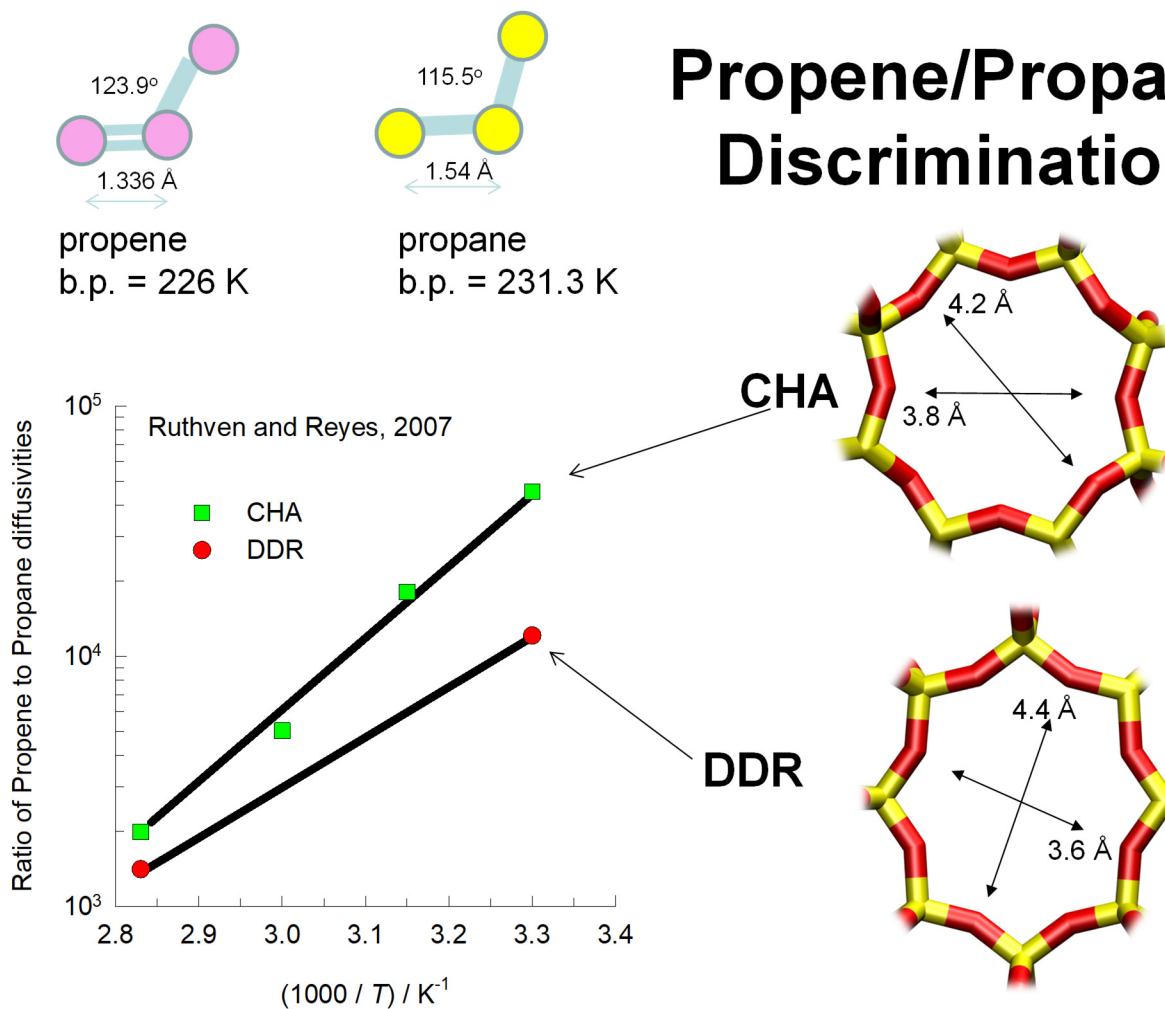 Propene/Propa
Discriminatio
123.9º
1.336 Å
propene
b.p. = 226 K
115.5º
1.54 Å
propane
b.p. = 231.3 K
CHA
4.2 Å
3.8 Å
DDR
4.4 Å
3.6 Å
Ruthven and Reyes, 2007
CHA
DDR
Ratio of Propene to Propane diffusivities
10⁵
10⁴
10³
2.8 2.9 3.0 3.1 3.2 3.3 3.4
(1000 / T) / K⁻¹